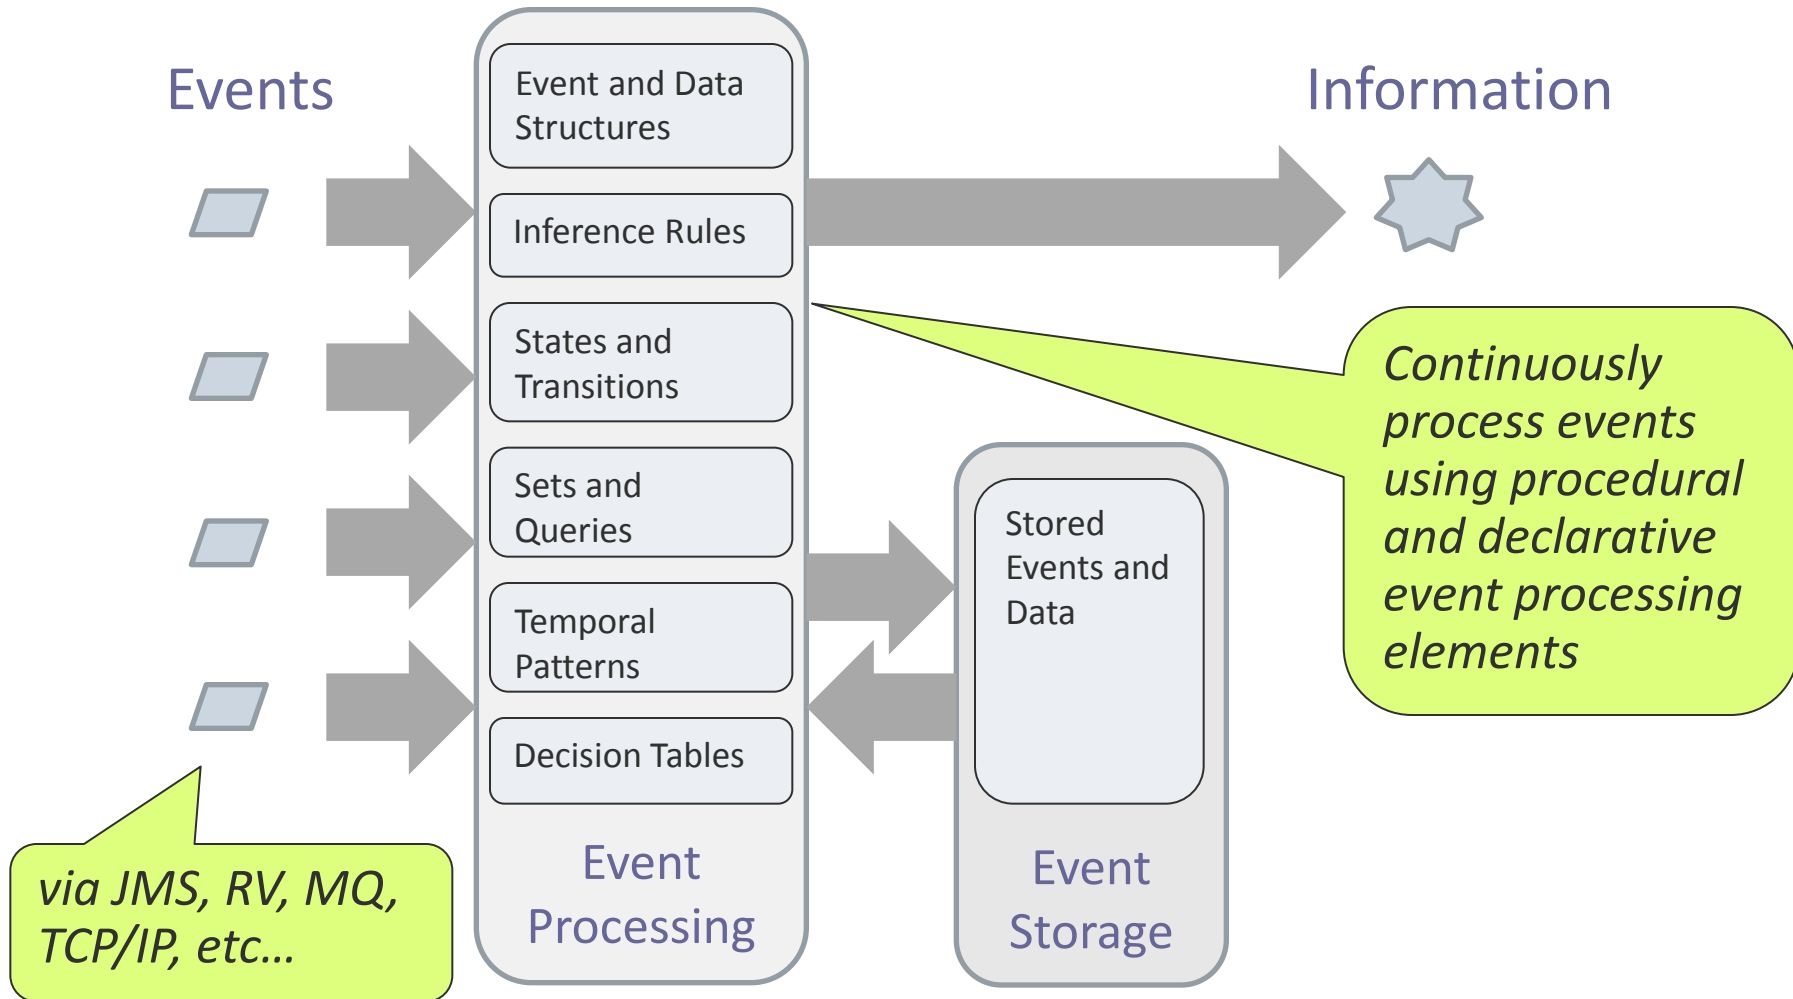 Events
Event and Data
Structures
Inference Rules
States and
Transitions
Sets and
Queries
Temporal
Patterns
Decision Tables
Event
Processing
via JMS, RV, MQ,
TCP/IP, etc…
Stored
Events and
Data
Event
Storage
Information
Continuously
process events
using procedural
and declarative
event processing
elements